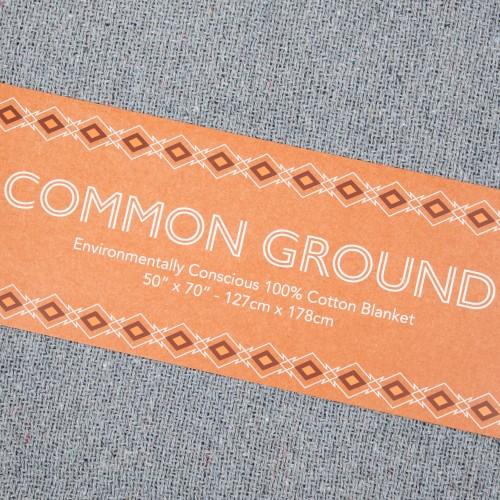 COMMON GROUND
Environmentally Conscious 100% Cotton Blanket
50” x 70” - 127cm x 178cm